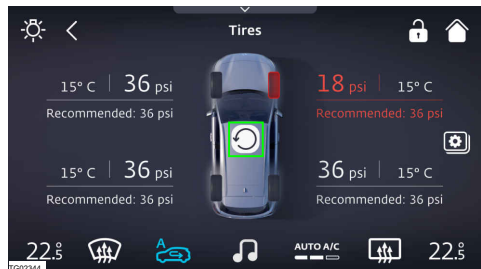 Tires
15° C 36 psi
18 psi 15° C
Recommended: 36 psi
Recommended: 36 psi
15° C 36 psi
36 psi 15° C
Recommended: 36 psi
Recommended: 36 psi
22.5
A
AUTO A/C
22.5
TG02344